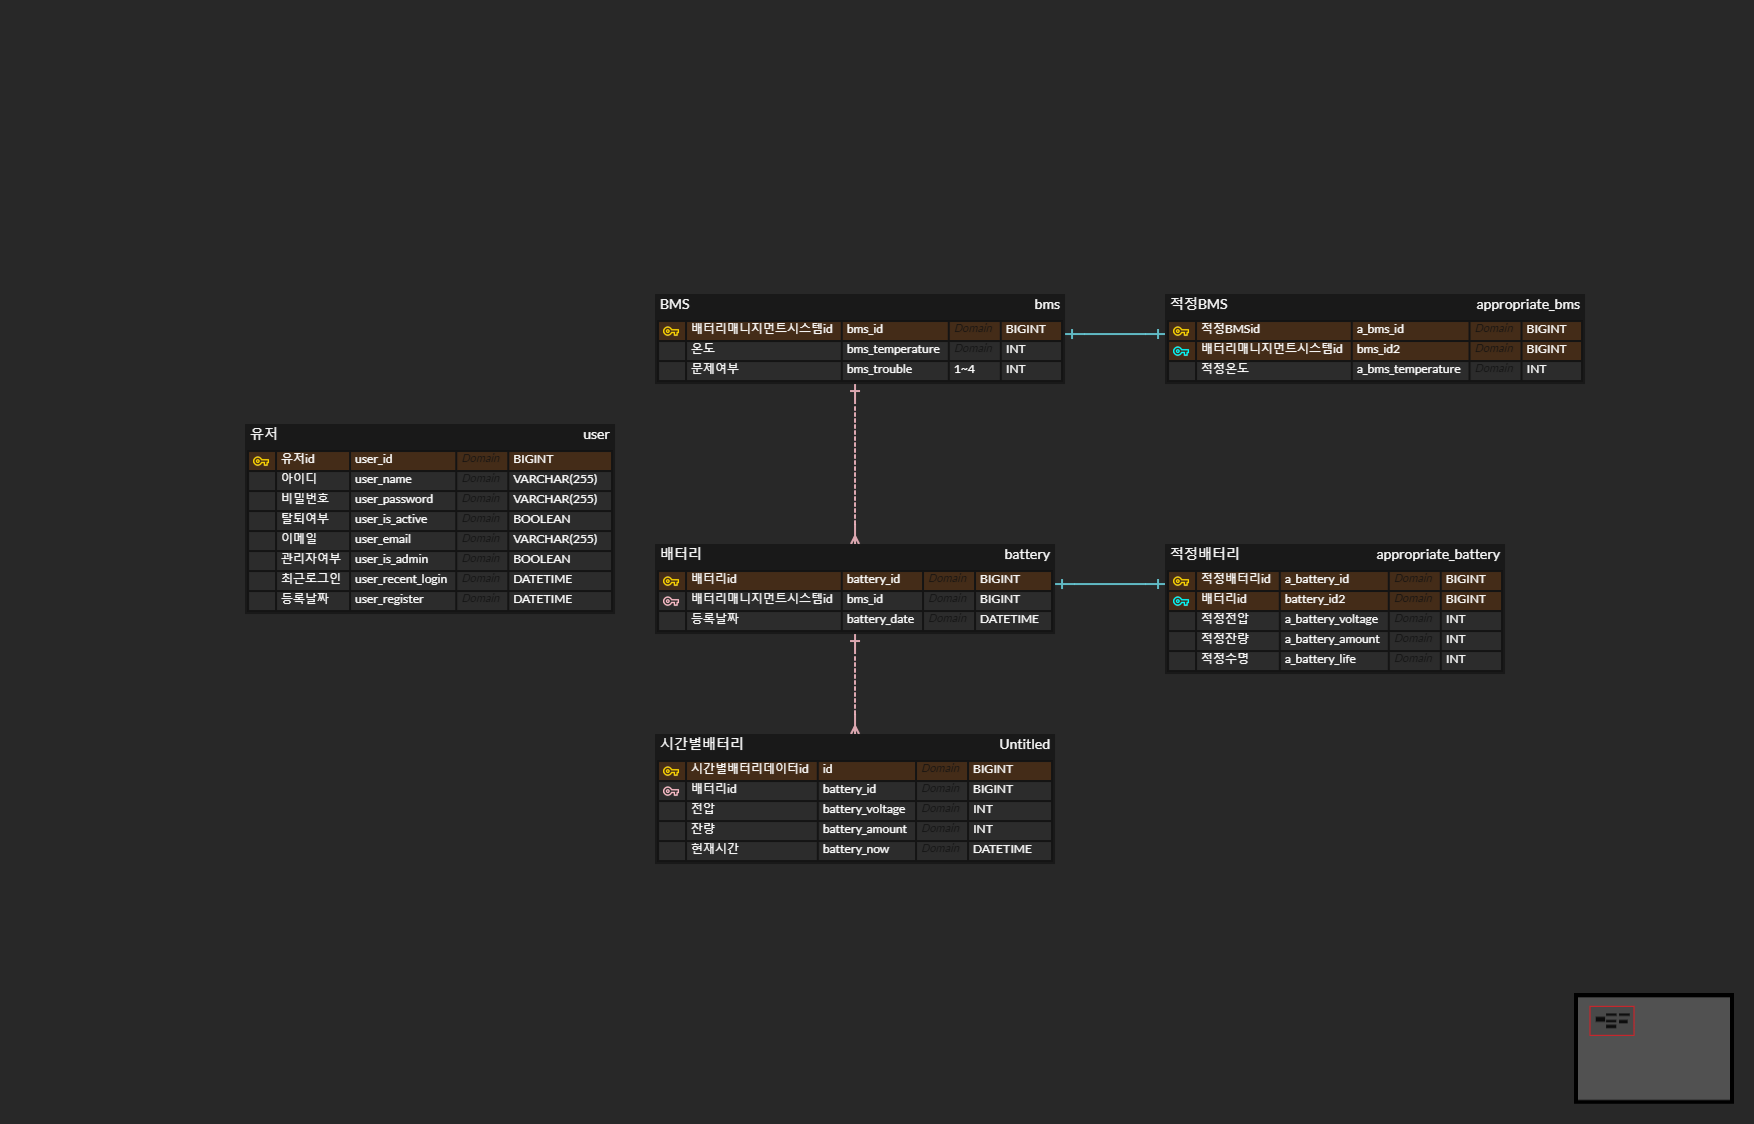 BMS bms
배터리매니지먼트시스템id bms_id Domain BIGINT
온도 bms_temperature Domain INT
문제여부 bms_trouble 1~4 INT
적정BMS appropriate_bms
적정BMSid a_bms_id Domain BIGINT
배터리매니지먼트시스템id bms_id2 Domain BIGINT
적정온도 a_bms_temperature Domain INT
유저 user
유저id user_id Domain BIGINT
아이디 user_name Domain VARCHAR(255)
비밀번호 user_password Domain VARCHAR(255)
탈퇴여부 user_is_active Domain BOOLEAN
이메일 user_email Domain VARCHAR(255)
관리자여부 user_is_admin Domain BOOLEAN
최근로그인 user_recent_login Domain DATETIME
등록날짜 user_register Domain DATETIME
배터리 battery
배터리id battery_id Domain BIGINT
배터리매니지먼트시스템id bms_id Domain BIGINT
등록날짜 battery_date Domain DATETIME
적정배터리 appropriate_battery
적정배터리id a_battery_id Domain BIGINT
배터리id battery_id2 Domain BIGINT
적정전압 a_battery_voltage Domain INT
적정잔량 a_battery_amount Domain INT
적정수명 a_battery_life Domain INT
시간별배터리 Untitled
시간별배터리데이터id id Domain BIGINT
배터리id battery_id Domain BIGINT
전압 battery_voltage Domain INT
잔량 battery_amount Domain INT
현재시간 battery_now Domain DATETIME